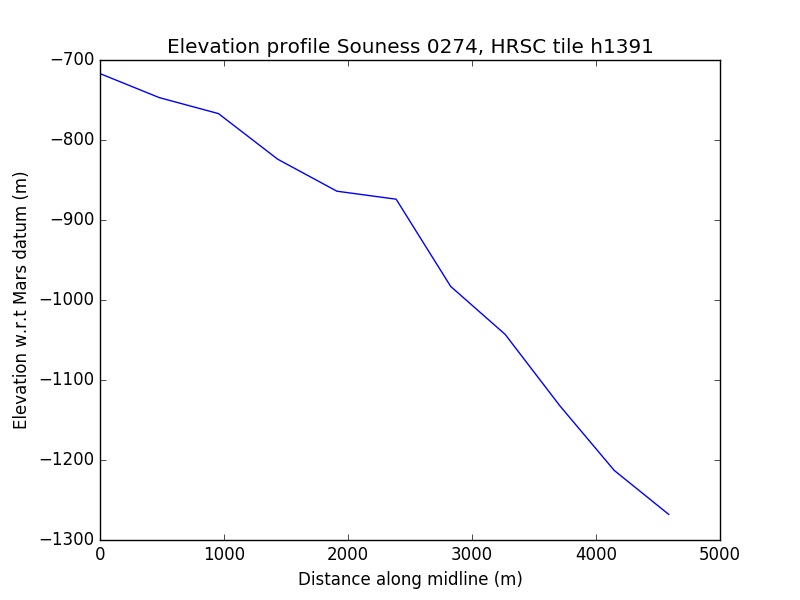 Elevation profile Souness 0274, HRSC tile h1391
Elevation w.r.t Mars datum (m)
−700
−800
−900
−1000
−1100
−1200
−1300
0 1000 2000 3000 4000 5000
Distance along midline (m)